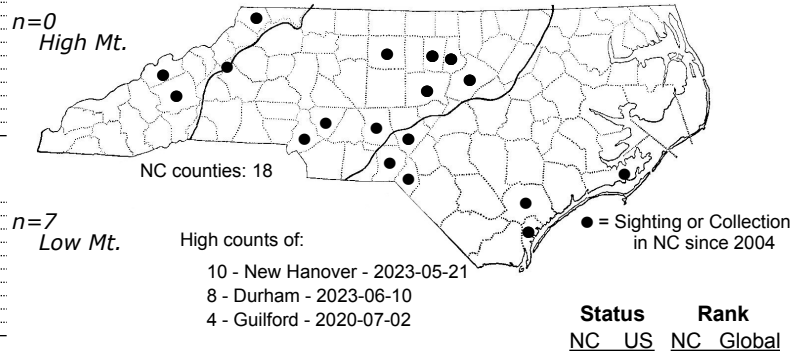 n=0
High Mt.
NC counties: 18
n=7
Low Mt.
High counts of:
10 - New Hanover - 2023-05-21
8 - Durham - 2023-06-10
4 - Guilford - 2020-07-02
● = Sighting or Collection
in NC since 2004
Status Rank
NC US NC Global